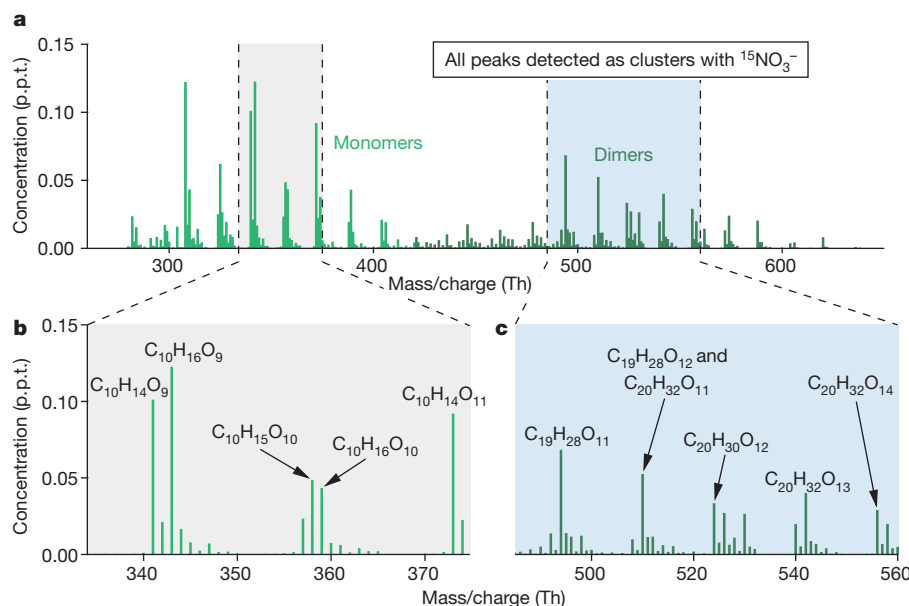 a
Concentration (p.p.t.)
0.15
0.10
0.05
0.00
All peaks detected as clusters with ¹⁵NO₃⁻
Monomers
Dimers
300
400
500
600
Mass/charge (Th)
b
Concentration (p.p.t.)
0.15
0.10
0.05
0.00
C₁₀H₁₆O₉
C₁₀H₁₄O₉
C₁₀H₁₄O₁₁
C₁₀H₁₅O₁₀
C₁₀H₁₆O₁₀
340
350
360
370
Mass/charge (Th)
c
C₁₉H₂₈O₁₂ and
C₂₀H₃₂O₁₁
C₂₀H₃₂O₁₄
C₁₉H₂₈O₁₁
C₂₀H₃₀O₁₂
C₂₀H₃₂O₁₃
500
520
540
560
Mass/charge (Th)